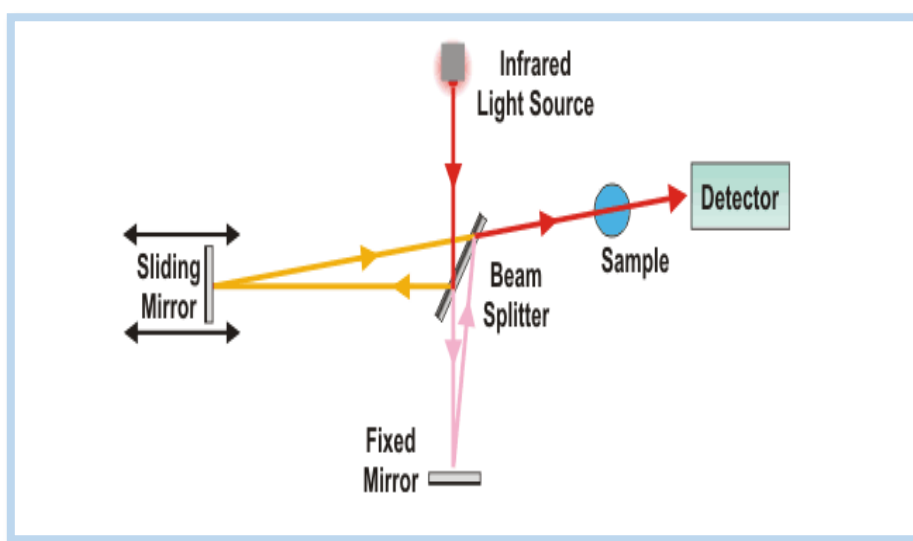 Infrared
Light Source
Detector
Sliding
Mirror
Sample
Beam
Splitter
Fixed
Mirror